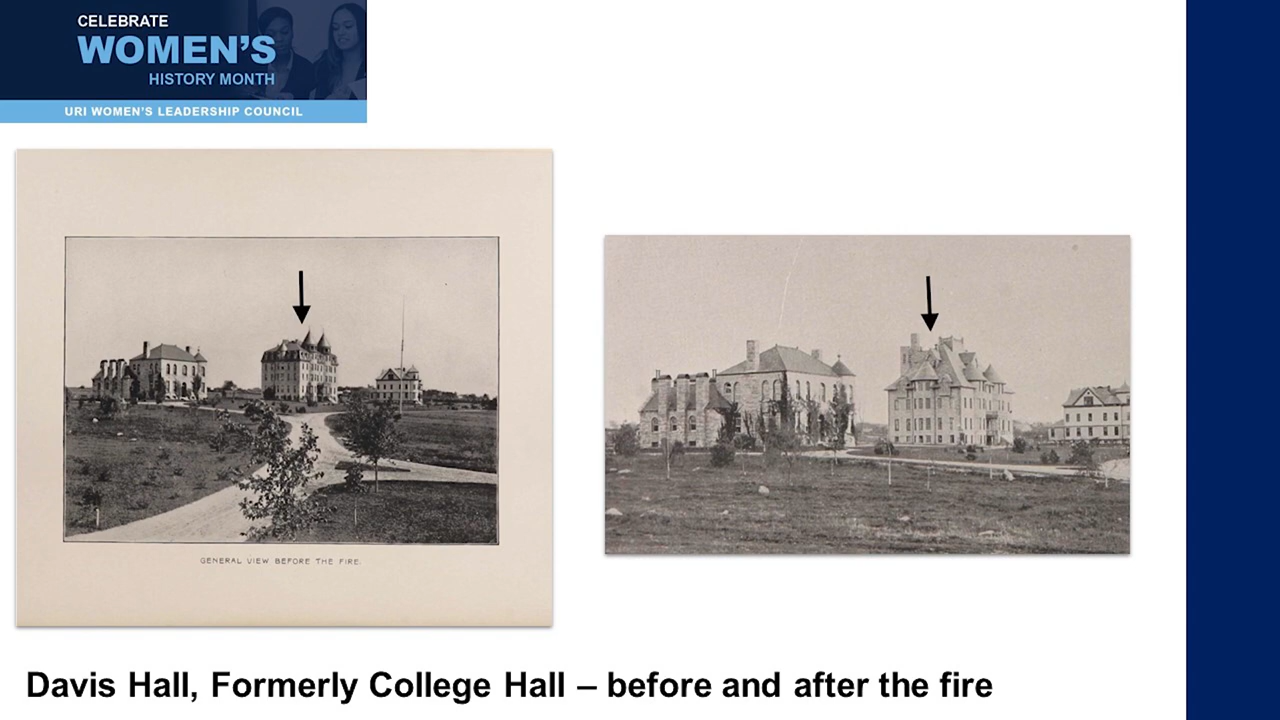 CELEBRATE
WOMEN'S
HISTORY MONTH
URI WOMEN'S LEADERSHIP COUNCIL
GENERAL VIEW BEFORE THE FIRE.
Davis Hall, Formerly College Hall – before and after the fire